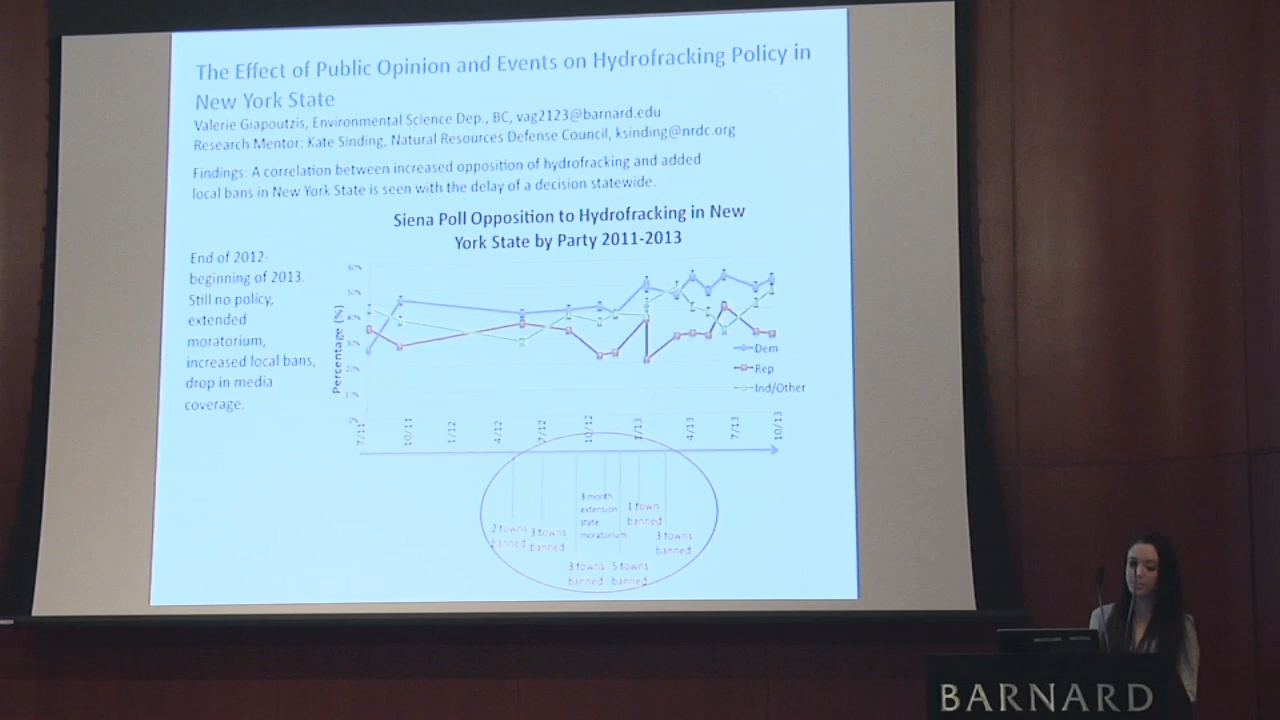 The Effect of Public Opinion and Events on Hydrofracking Policy in
New York State
Valerie Giapoutzis, Environmental Science Dep., BC, vag2123@barnard.edu
Research Mentor: Kate Sinding, Natural Resources Defense Council, ksinding@nrdc.org
Findings: A correlation between increased opposition of hydrofracking and added
local bans in New York State is seen with the delay of a decision statewide.
Siena Poll Opposition to Hydrofracking in New
York State by Party 2011-2013
End of 2012-
beginning of 2013.
Still no policy,
extended
moratorium,
increased local bans,
drop in media
coverage.
Percentage (%)
60%
50%
40%
30%
20%
10%
Dem
Rep
Ind/Other
7/11 10/11 1/12 4/12 7/12 10/12 1/13 4/13 7/13 10/13
2 towns
banned
3 towns
banned
3 month
extension
state
moratorium
1 town
banned
3 towns
banned
3 towns
banned
5 towns
banned
BARNARD